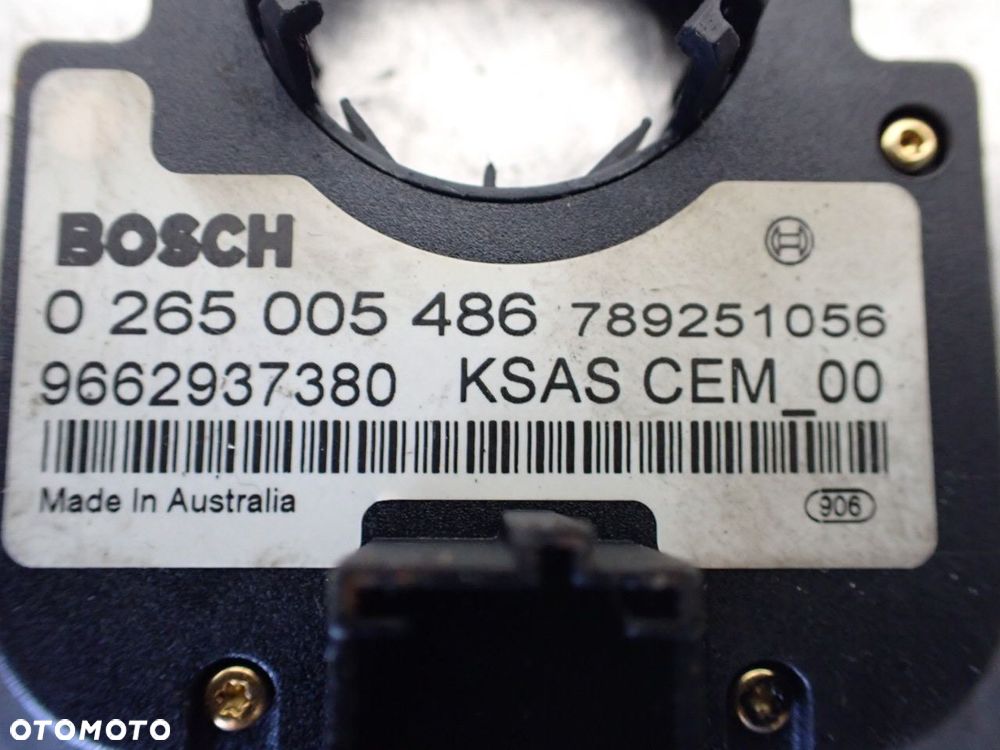 BOSCH
0 265 005 486 789251056
9662937380 KSAS CEM_00
Made In Australia 906
OTOMOTO